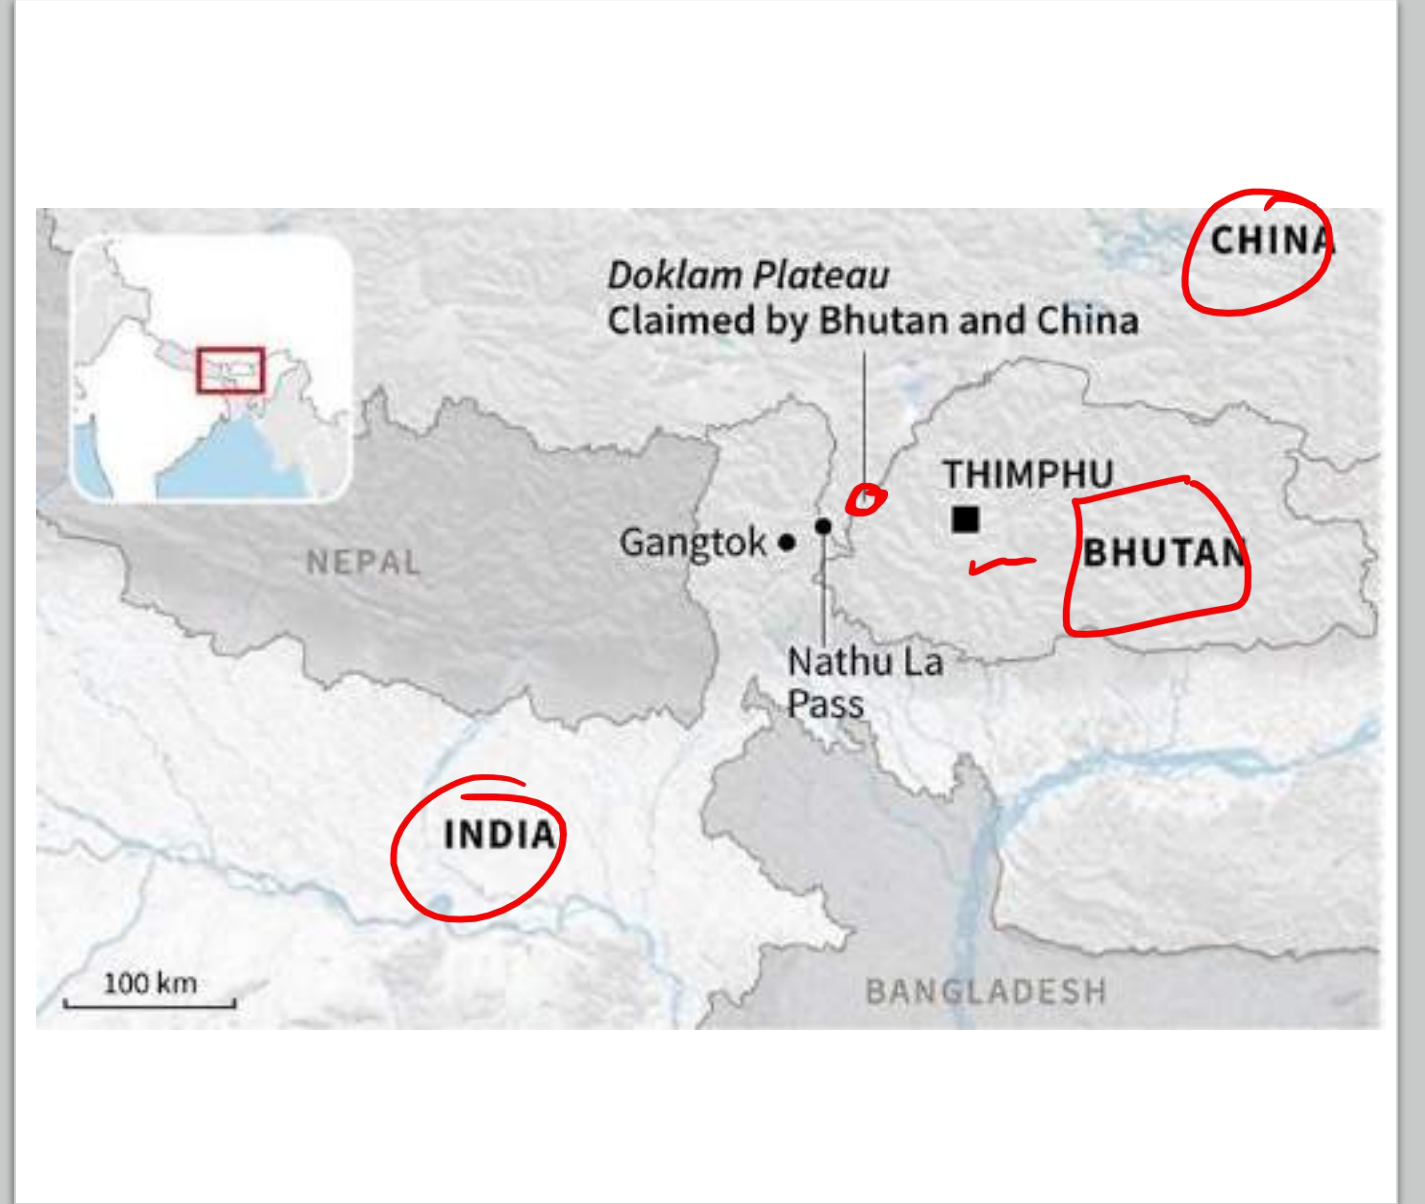 CHINA
Doklam Plateau
Claimed by Bhutan and China
THIMPHU
Gangtok
NEPAL
BHUTAN
Nathu La
Pass
INDIA
100 km
BANGLADESH